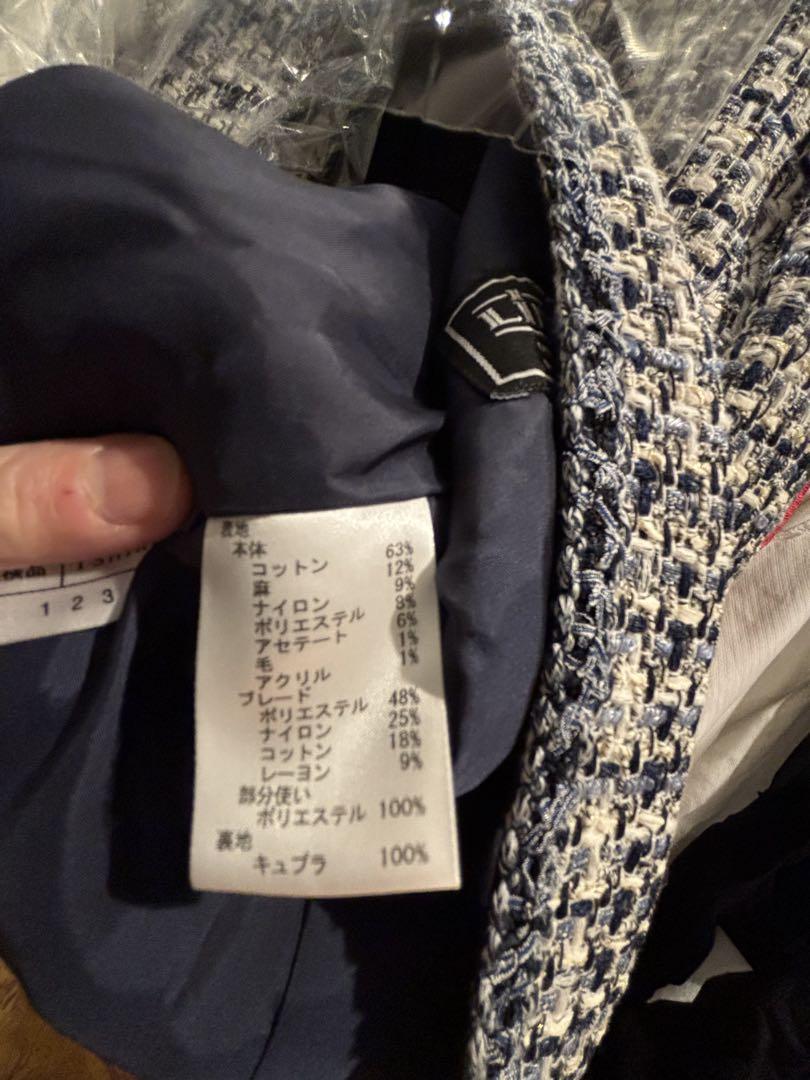 表地
本体
コットン 63%
麻 12%
ナイロン 9%
ポリエステル 8%
アセテート 6%
毛 1%
アクリル 1%
ブレード
ポリエステル 48%
ナイロン 25%
コットン 18%
レーヨン 9%
部分使い
ポリエステル 100%
裏地
キュプラ 100%
1 2 3